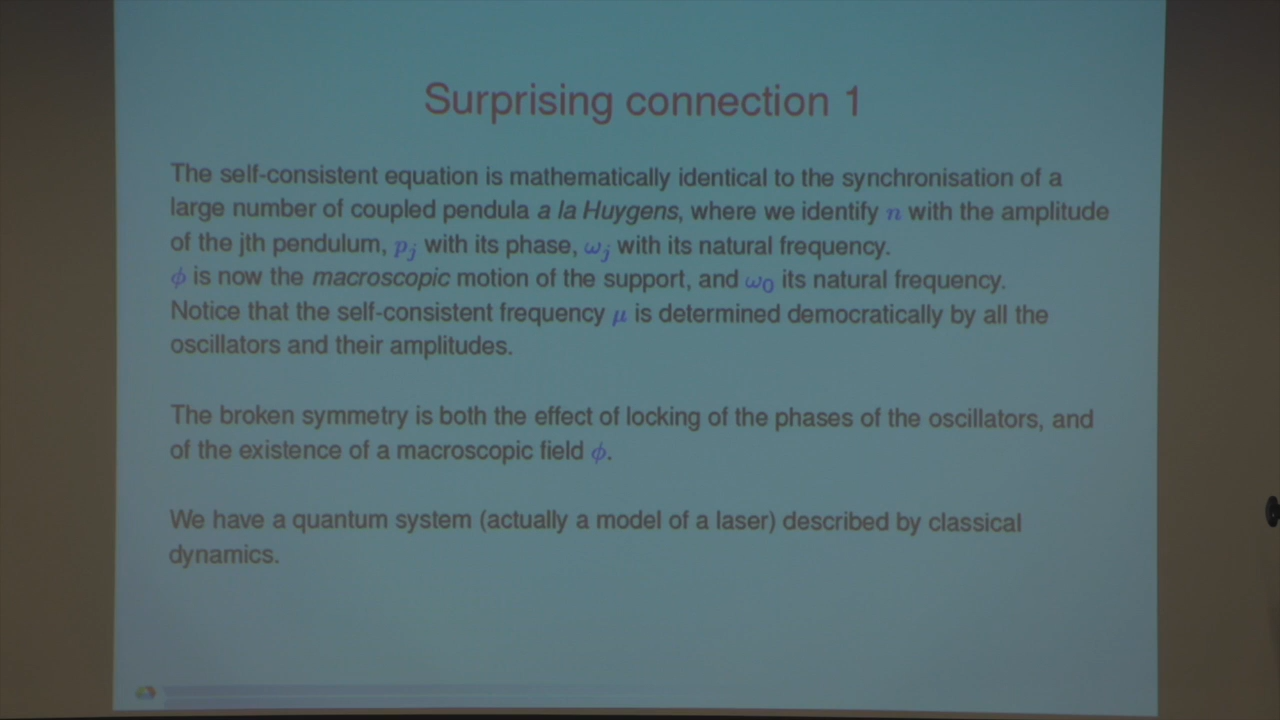 Surprising connection 1
The self-consistent equation is mathematically identical to the synchronisation of a
large number of coupled pendula a la Huygens, where we identify n with the amplitude
of the jth pendulum, pⱼ with its phase, ωⱼ with its natural frequency.
ϕ is now the macroscopic motion of the support, and ω₀ its natural frequency.
Notice that the self-consistent frequency μ is determined democratically by all the
oscillators and their amplitudes.
The broken symmetry is both the effect of locking of the phases of the oscillators, and
of the existence of a macroscopic field ϕ.
We have a quantum system (actually a model of a laser) described by classical
dynamics.